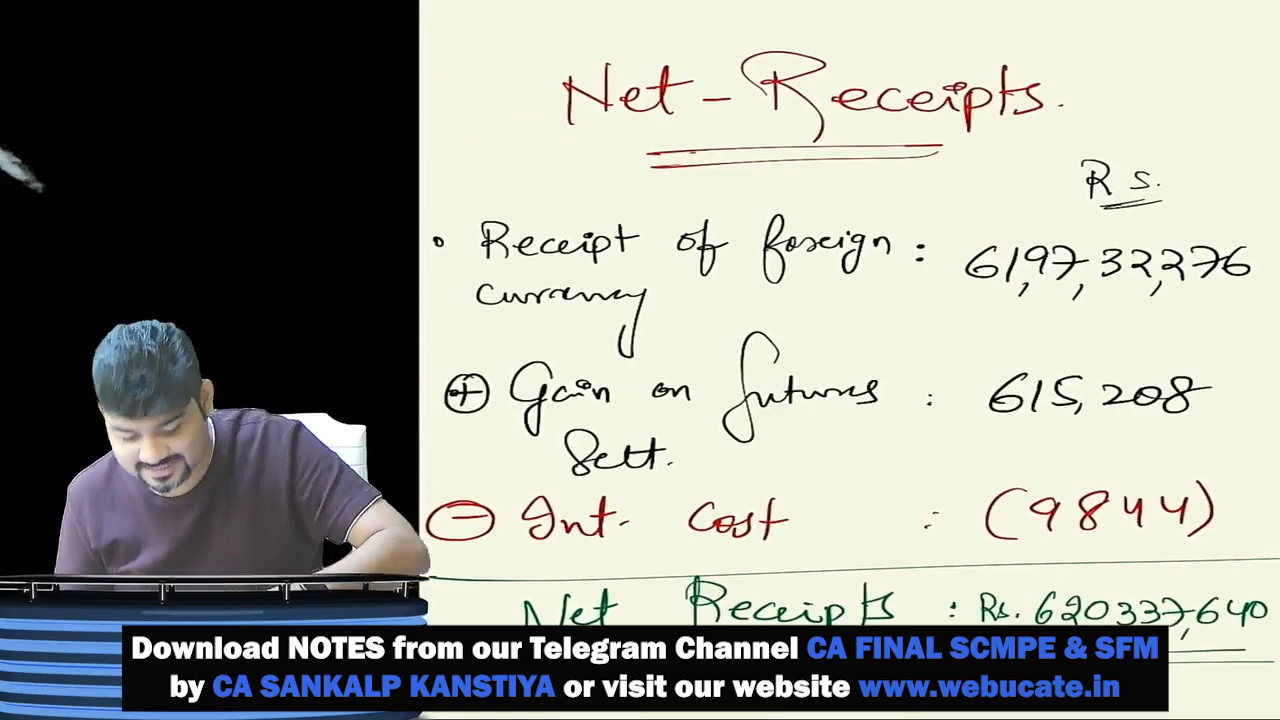 Net - Receipts.
Rs.
• Receipt of foreign : 61,97,32,276
currency
⊕ Gain on futures : 615,208
Sett.
⊖ Int. Cost : (9844)
Net Receipts : Rs. 620337,640
Download NOTES from our Telegram Channel CA FINAL SCMPE & SFM
by CA SANKALP KANSTIYA or visit our website www.webucate.in